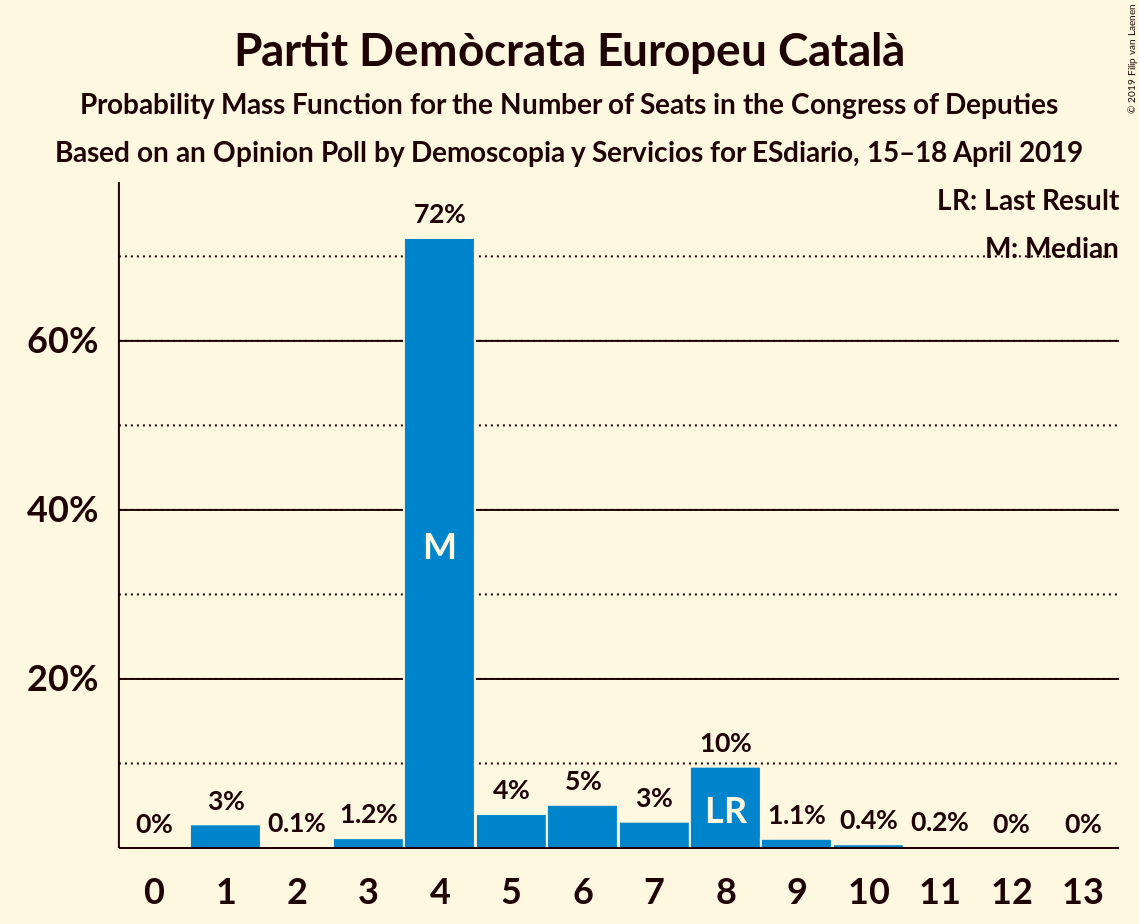 Partit Demòcrata Europeu Català
Probability Mass Function for the Number of Seats in the Congress of Deputies
Based on an Opinion Poll by Demoscopia y Servicios for ESdiario, 15–18 April 2019
© 2019 Filip van Laenen
LR: Last Result
M: Median
60%
40%
20%
0%
3%
0.1%
1.2%
72%
4%
5%
3%
10%
1.1%
0.4%
0.2%
0%
0%
M
LR
0 1 2 3 4 5 6 7 8 9 10 11 12 13